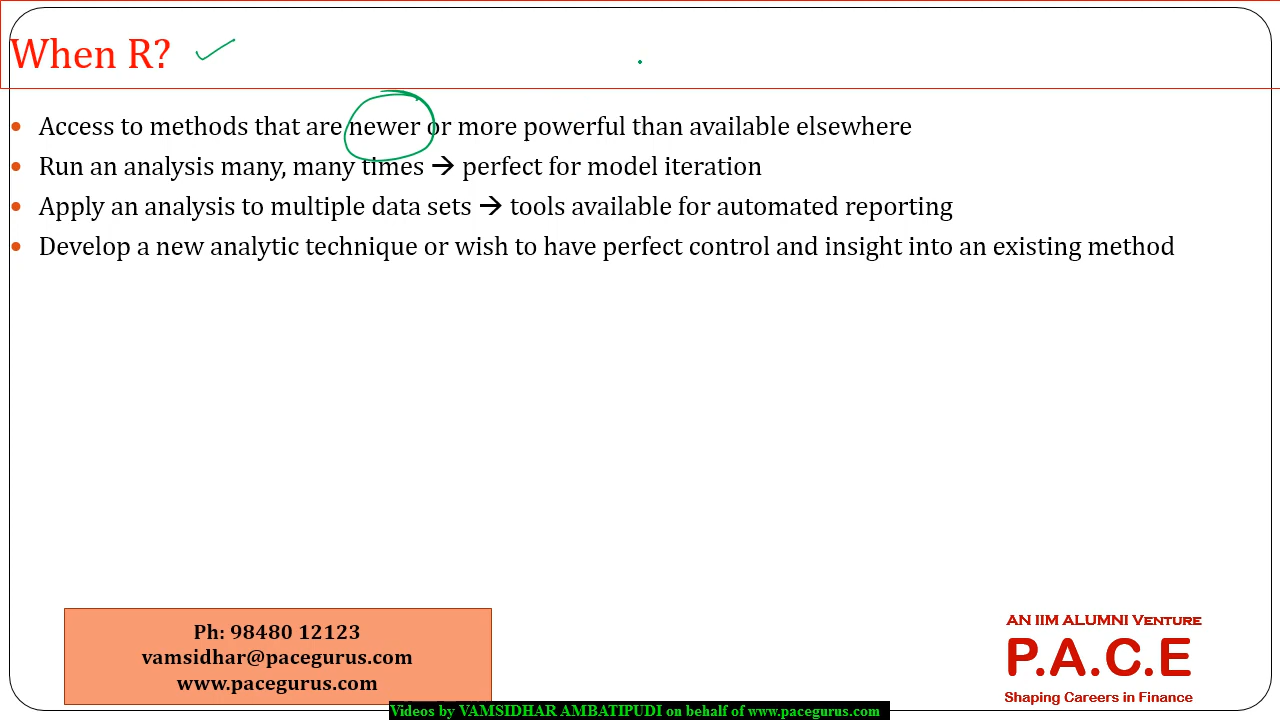 When R?
• Access to methods that are newer or more powerful than available elsewhere
• Run an analysis many, many times → perfect for model iteration
• Apply an analysis to multiple data sets → tools available for automated reporting
• Develop a new analytic technique or wish to have perfect control and insight into an existing method
Ph: 98480 12123
vamsidhar@pacegurus.com
www.pacegurus.com
AN IIM ALUMNI VENTURE
P.A.C.E
Shaping Careers in Finance
Videos by VAMSIDHAR AMBATIPUDI on behalf of www.pacegurus.com